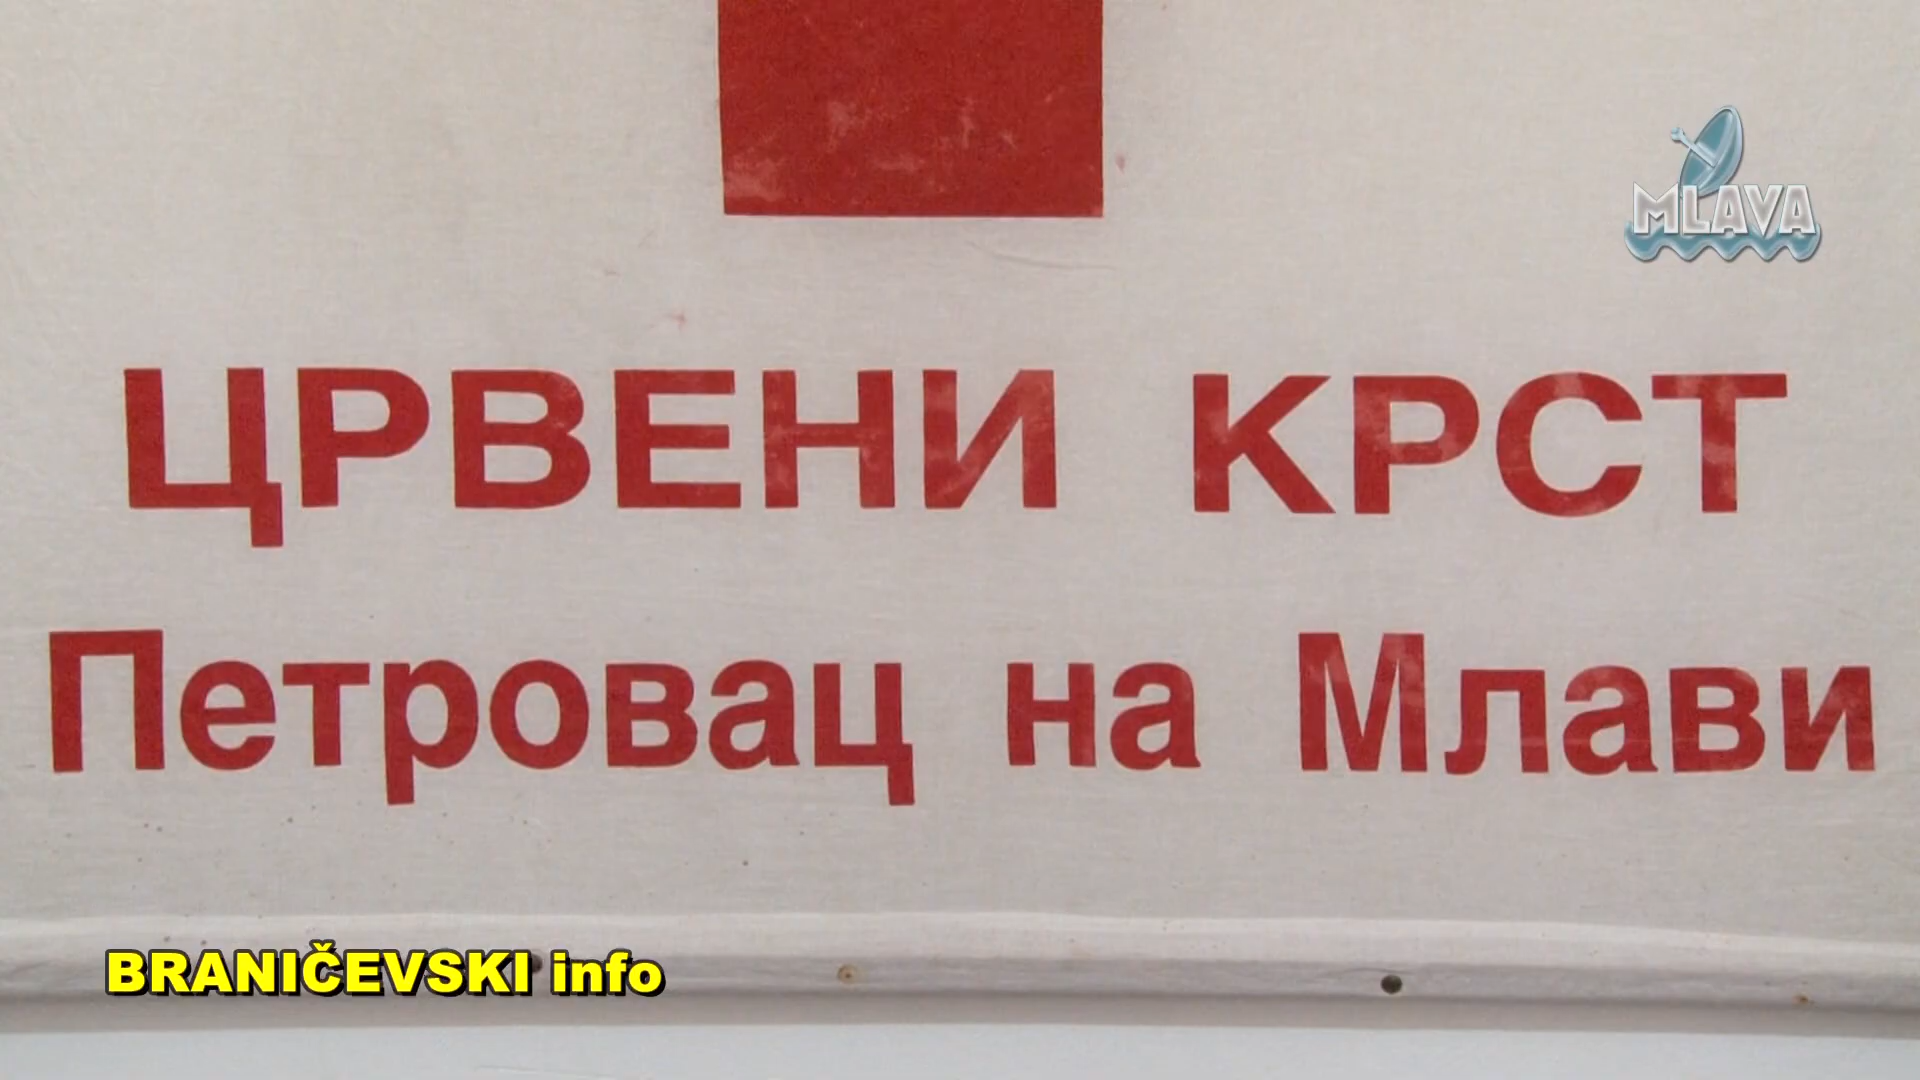 MLAVA
ЦРВЕНИ КРСТ
Петровац на Млави
BRANIČEVSKI info